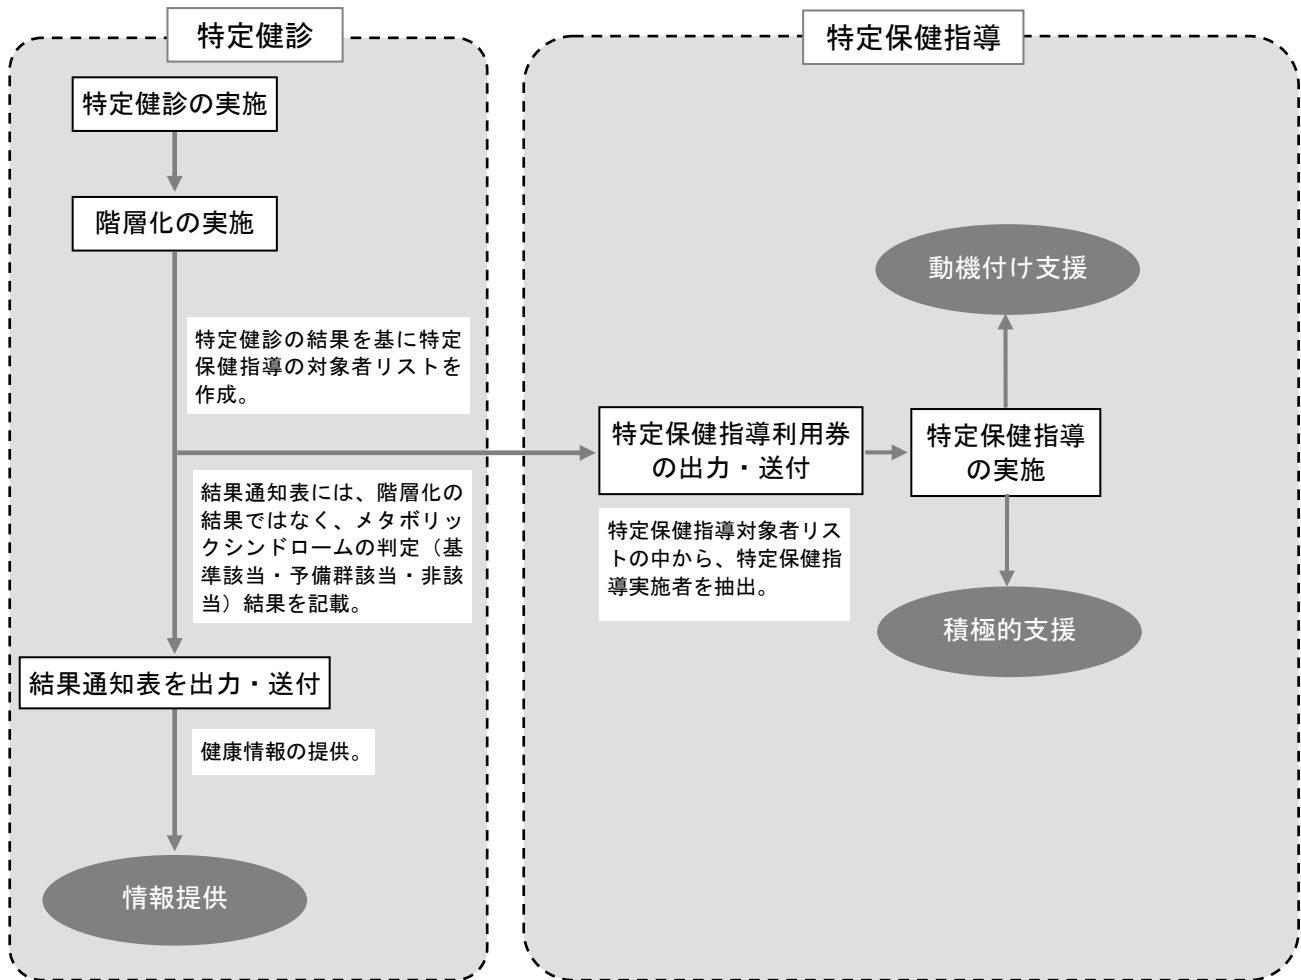 特定健診
特定健診の実施
階層化の実施
特定健診の結果を基に特定
保健指導の対象者リストを
作成。
結果通知表には、階層化の
結果ではなく、メタボリッ
クシンドロームの判定（基
準該当・予備群該当・非該
当）結果を記載。
結果通知表を出力・送付
健康情報の提供。
情報提供
特定保健指導
特定保健指導利用券
の出力・送付
特定保健指導対象者リス
トの中から、特定保健指
導実施者を抽出。
特定保健指導
の実施
動機付け支援
積極的支援